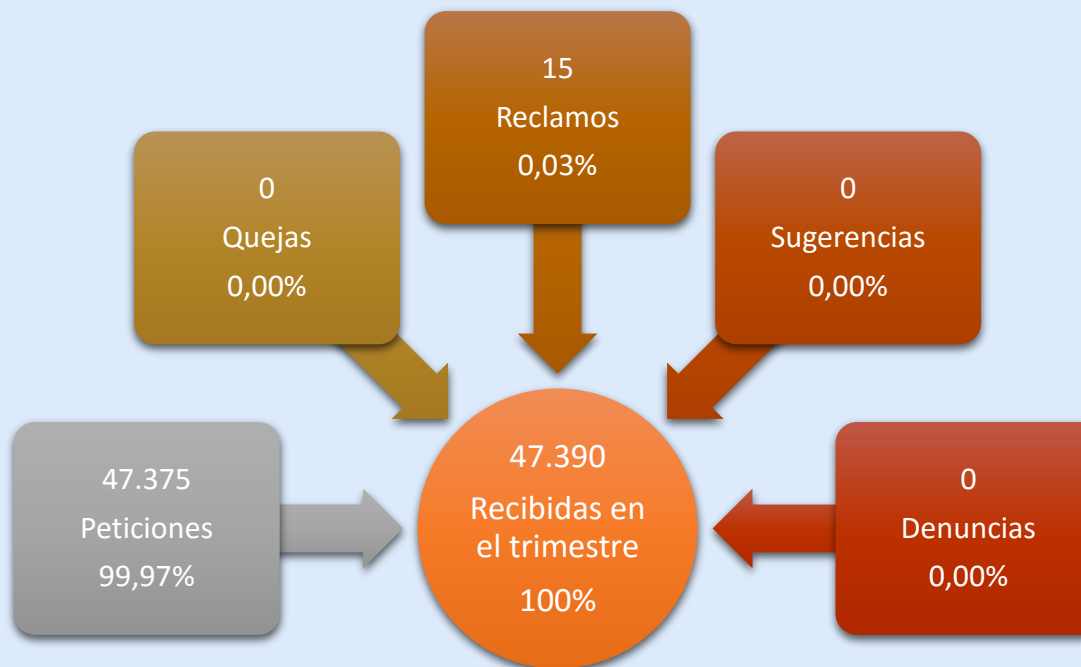 15
Reclamos
0,03%
0
Quejas
0,00%
0
Sugerencias
0,00%
47.375
Peticiones
99,97%
47.390
Recibidas en
el trimestre
100%
0
Denuncias
0,00%